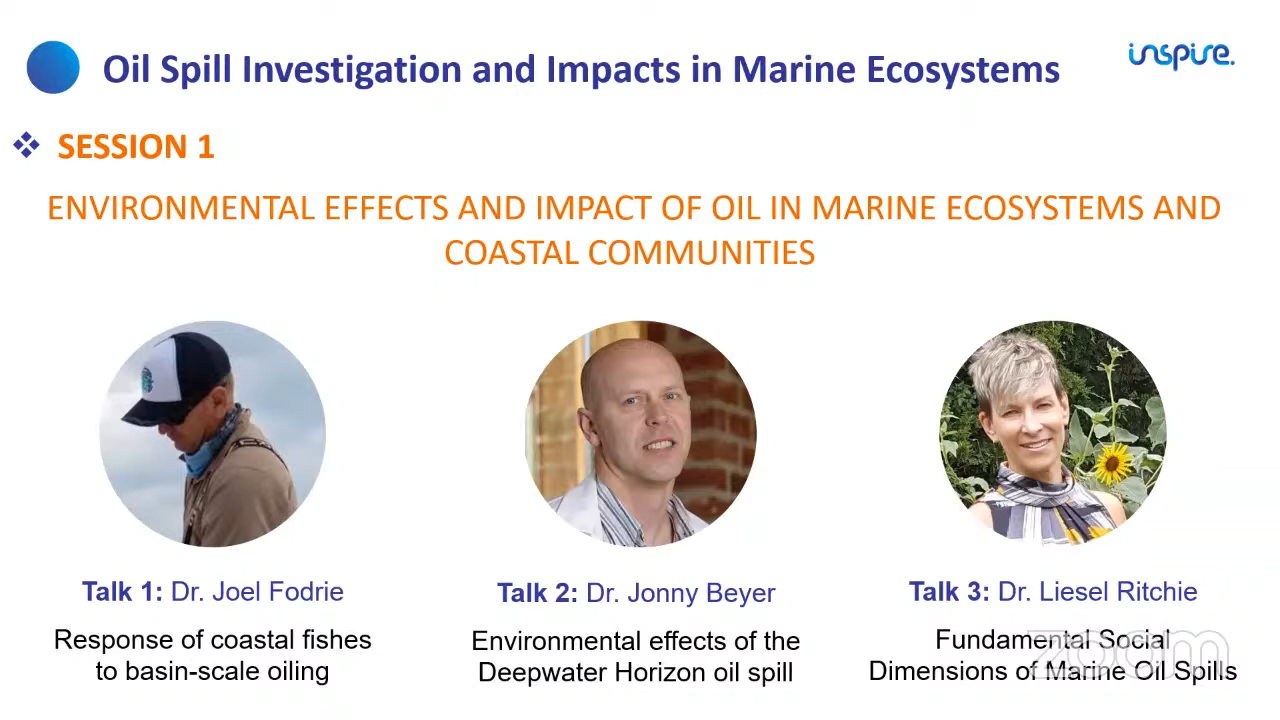 Oil Spill Investigation and Impacts in Marine Ecosystems
inspire.
SESSION 1
ENVIRONMENTAL EFFECTS AND IMPACT OF OIL IN MARINE ECOSYSTEMS AND
COASTAL COMMUNITIES
Talk 1: Dr. Joel Fodrie
Response of coastal fishes
to basin-scale oiling
Talk 2: Dr. Jonny Beyer
Environmental effects of the
Deepwater Horizon oil spill
Talk 3: Dr. Liesel Ritchie
Fundamental Social
Dimensions of Marine Oil Spills
zoom